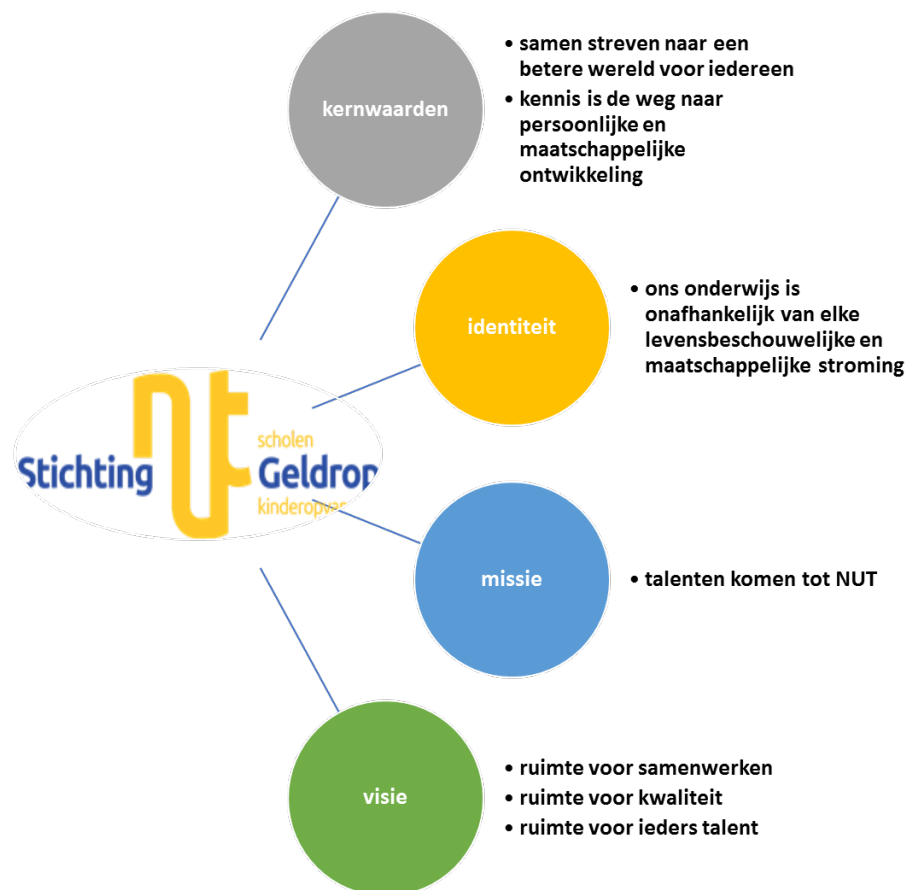 kernwaarden
• samen streven naar een
betere wereld voor iedereen
• kennis is de weg naar
persoonlijke en
maatschappelijke
ontwikkeling
identiteit
• ons onderwijs is
onafhankelijk van elke
levensbeschouwelijke en
maatschappelijke stroming
nut
scholen
Stichting Geldrop
missie
• talenten komen tot NUT
visie
• ruimte voor samenwerken
• ruimte voor kwaliteit
• ruimte voor ieders talent